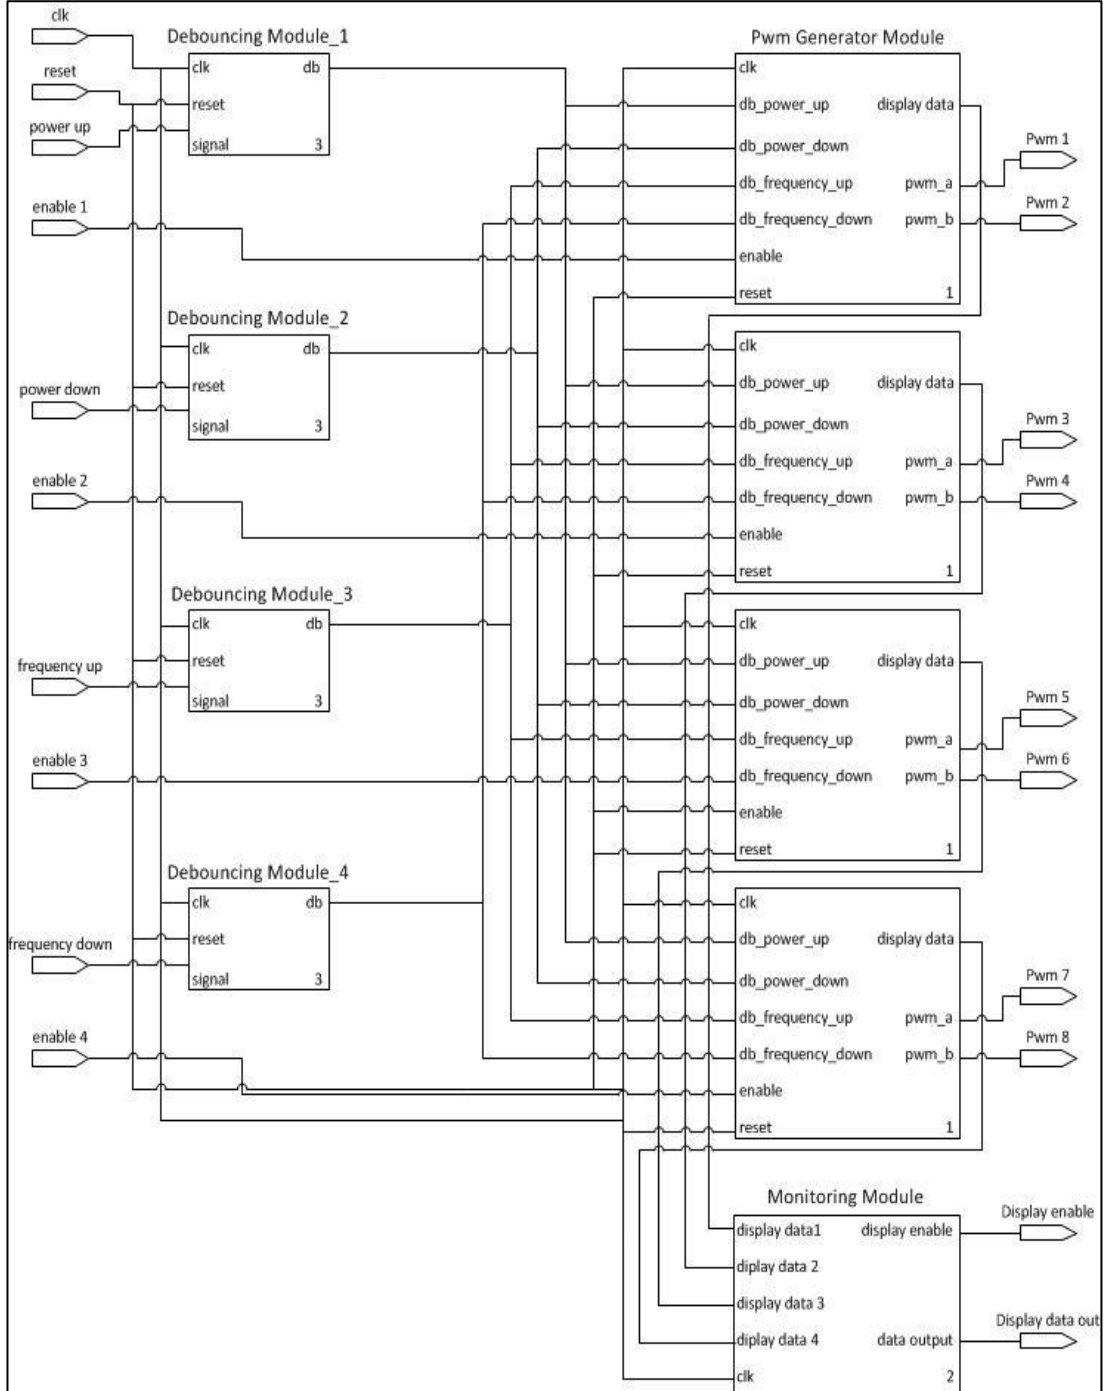 clk
reset
power up
enable 1
power down
enable 2
frequency up
enable 3
frequency down
enable 4
Debouncing Module_1
clk db
reset
signal 3
Debouncing Module_2
clk db
reset
signal 3
Debouncing Module_3
clk db
reset
signal 3
Debouncing Module_4
clk db
reset
signal 3
Pwm Generator Module
clk
db_power_up display data
db_power_down
db_frequency_up pwm_a
db_frequency_down pwm_b
enable
reset 1
clk
db_power_up display data
db_power_down
db_frequency_up pwm_a
db_frequency_down pwm_b
enable
reset 1
clk
db_power_up display data
db_power_down
db_frequency_up pwm_a
db_frequency_down pwm_b
enable
reset 1
clk
db_power_up display data
db_power_down
db_frequency_up pwm_a
db_frequency_down pwm_b
enable
reset 1
Monitoring Module
display data1 display enable
diplay data 2
display data 3
diplay data 4 data output
clk 2
Pwm 1
Pwm 2
Pwm 3
Pwm 4
Pwm 5
Pwm 6
Pwm 7
Pwm 8
Display enable
Display data out